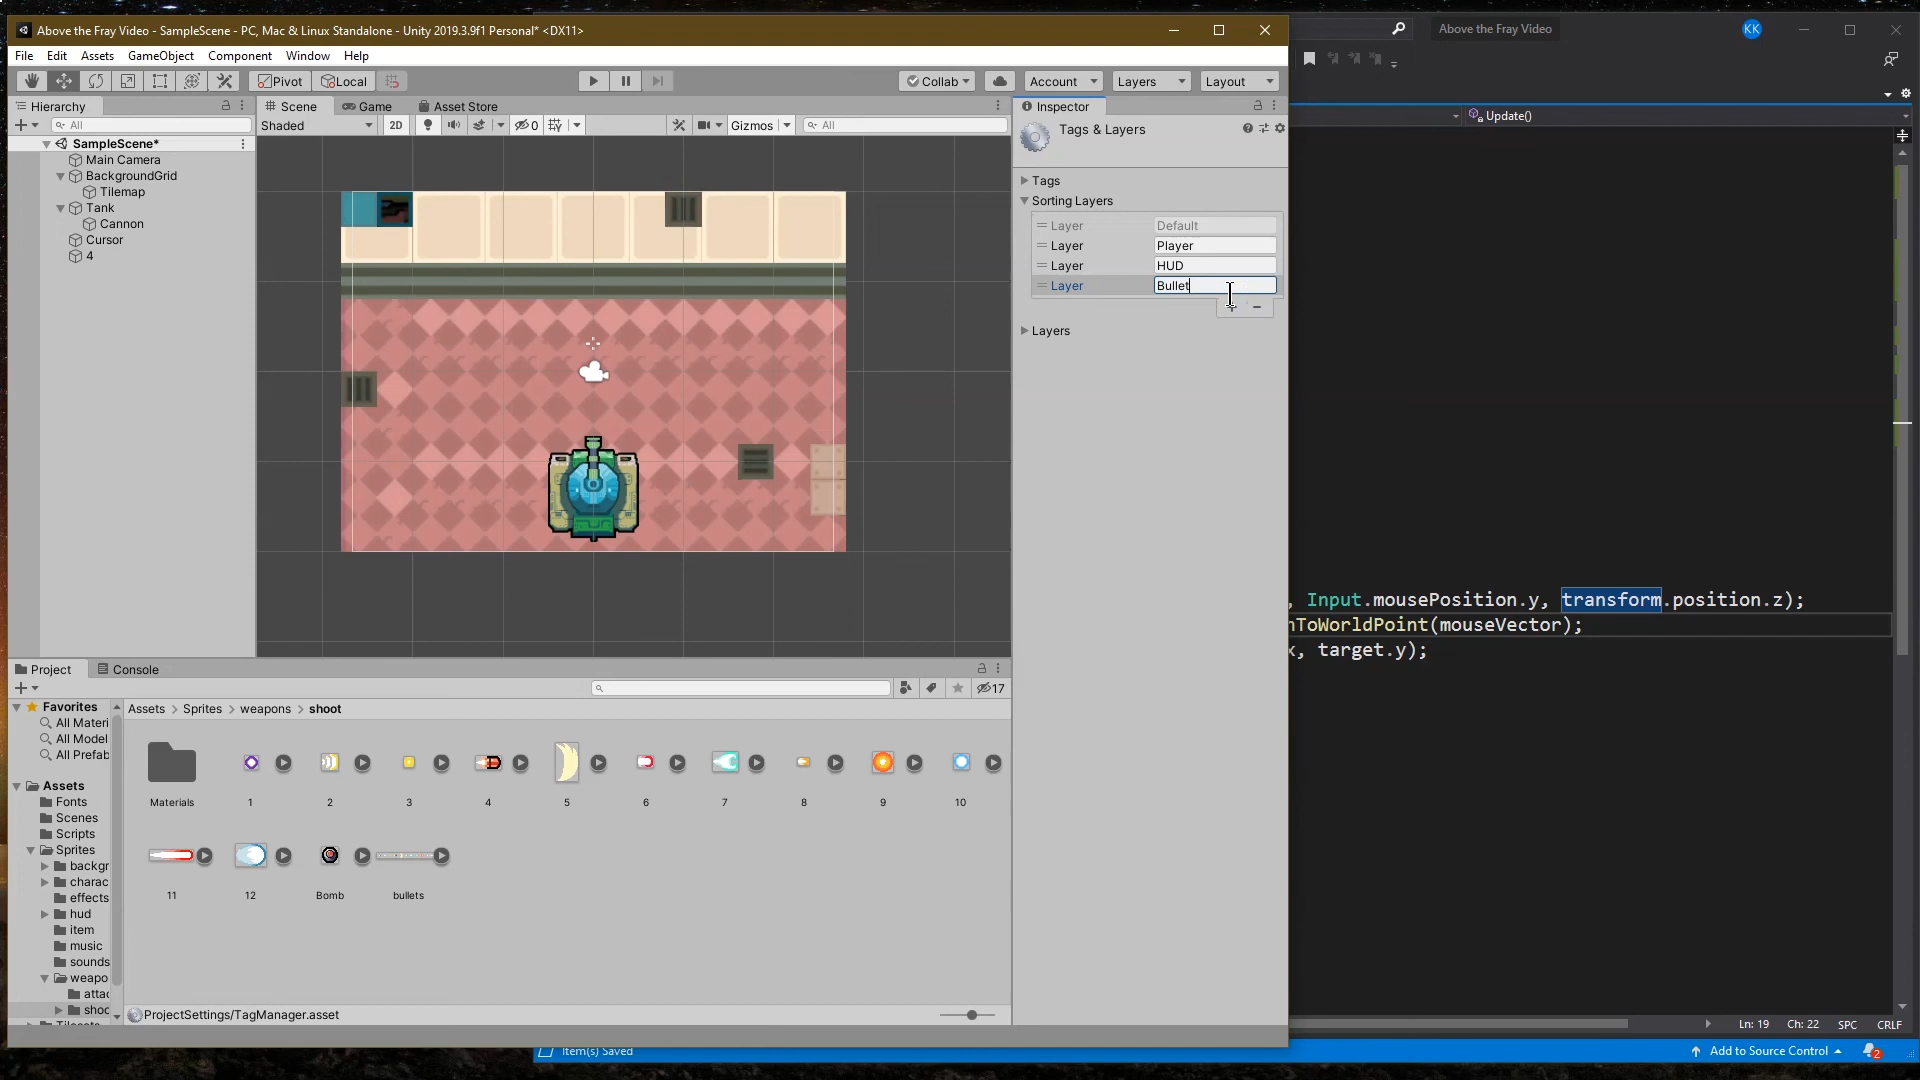 Above the Fray Video - SampleScene - PC, Mac & Linux Standalone - Unity 2019.3.9f1 Personal* <DX11>
Above the Fray Video
KK
File Edit Assets GameObject Component Window Help
Pivot Local Collab Account Layers Layout
Hierarchy
Scene Game Asset Store
Inspector
All
Shaded 2D 0 Gizmos All
Update()
Tags & Layers
SampleScene*
Main Camera
BackgroundGrid
Tilemap
Tank
Cannon
Cursor
4
Tags
Sorting Layers
Layer Default
Layer Player
Layer HUD
Layer Bullet
Layers
, Input.mousePosition.y, transform.position.z);
nToWorldPoint(mouseVector);
x, target.y);
Project Console
17
Favorites
All Materi
All Model
All Prefab
Assets
Fonts
Scenes
Scripts
Sprites
backgr
charac
effects
hud
item
music
sounds
weapo
attac
shoo
Assets > Sprites > weapons > shoot
Materials 1 2 3 4 5 6 7 8 9 10
11 12 Bomb bullets
ProjectSettings/TagManager.asset
Ln: 19 Ch: 22 SPC CRLF
Item(s) Saved
Add to Source Control 2